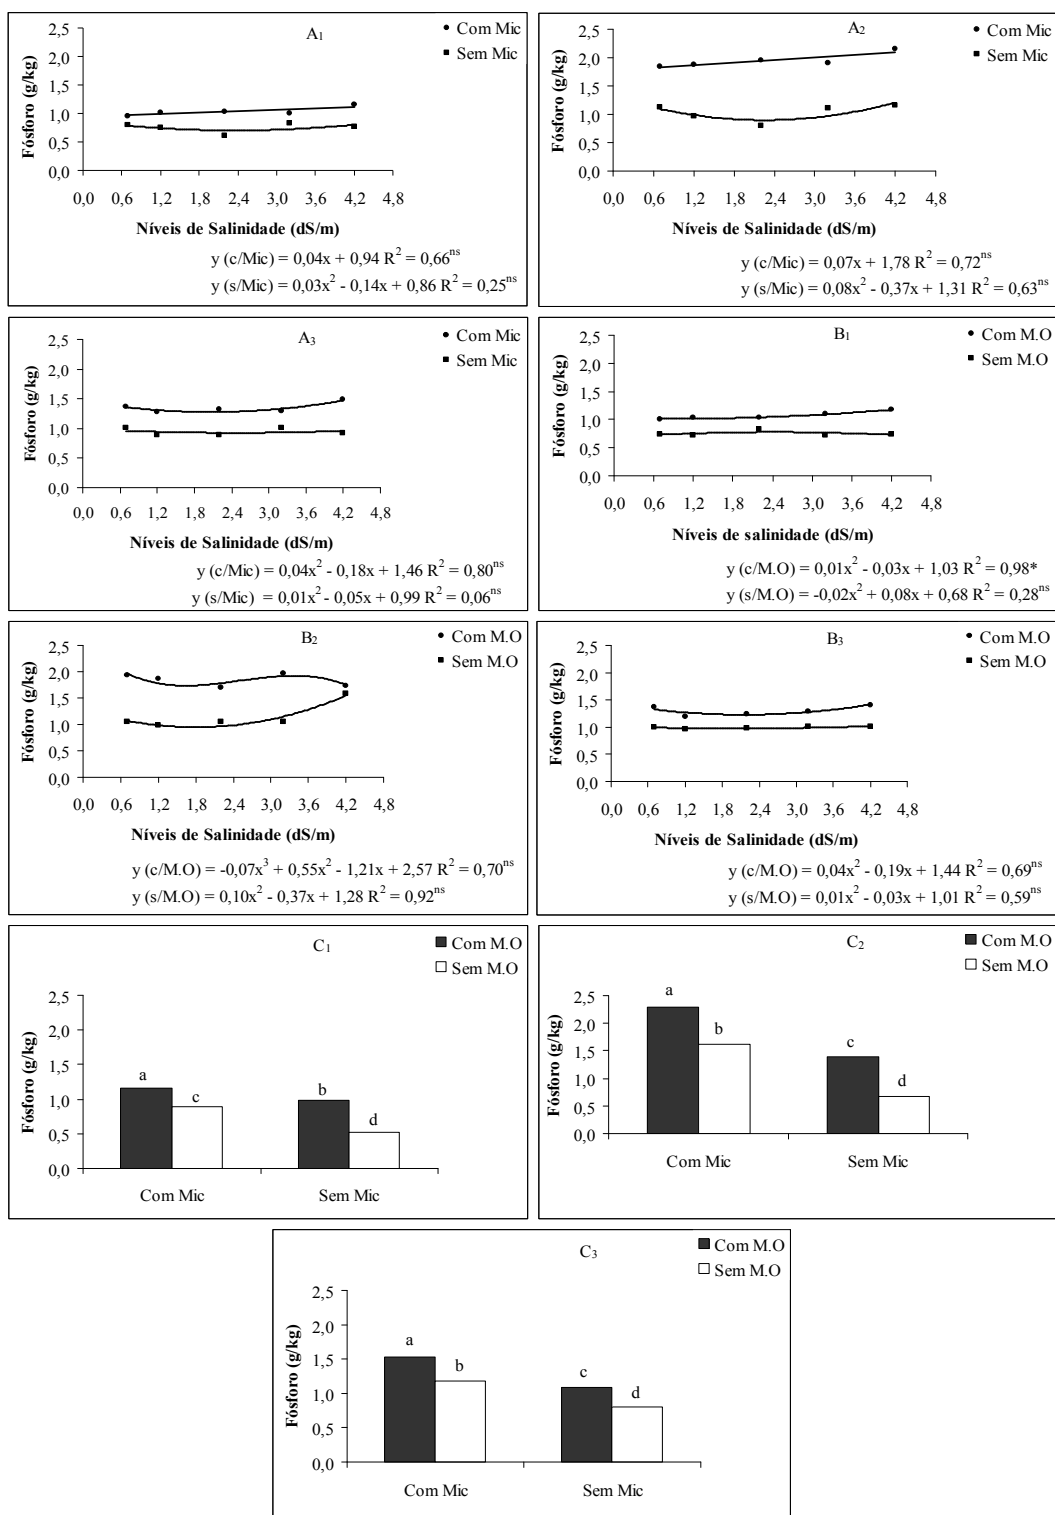 A1
Com Mic
Sem Mic
Fósforo (g/kg)
2,5
2,0
1,5
1,0
0,5
0,0
0,0 0,6 1,2 1,8 2,4 3,0 3,6 4,2 4,8
Níveis de Salinidade (dS/m)
y (c/Mic) = 0,04x + 0,94 R² = 0,66ⁿˢ
y (s/Mic) = 0,03x² - 0,14x + 0,86 R² = 0,25ⁿˢ
A2
Com Mic
Sem Mic
Fósforo (g/kg)
2,5
2,0
1,5
1,0
0,5
0,0
0,0 0,6 1,2 1,8 2,4 3,0 3,6 4,2 4,8
Níveis de Salinidade (dS/m)
y (c/Mic) = 0,07x + 1,78 R² = 0,72ⁿˢ
y (s/Mic) = 0,08x² - 0,37x + 1,31 R² = 0,63ⁿˢ
A3
Com Mic
Sem Mic
Fósforo (g/kg)
2,5
2,0
1,5
1,0
0,5
0,0
0,0 0,6 1,2 1,8 2,4 3,0 3,6 4,2 4,8
Níveis de Salinidade (dS/m)
y (c/Mic) = 0,04x² - 0,18x + 1,46 R² = 0,80ⁿˢ
y (s/Mic) = 0,01x² - 0,05x + 0,99 R² = 0,06ⁿˢ
B1
Com M.O
Sem M.O
Fósforo (g/kg)
2,5
2,0
1,5
1,0
0,5
0,0
0,0 0,6 1,2 1,8 2,4 3,0 3,6 4,2 4,8
Níveis de salinidade (dS/m)
y (c/M.O) = 0,01x² - 0,03x + 1,03 R² = 0,98*
y (s/M.O) = -0,02x² + 0,08x + 0,68 R² = 0,28ⁿˢ
B2
Com M.O
Sem M.O
Fósforo (g/kg)
2,5
2,0
1,5
1,0
0,5
0,0
0,0 0,6 1,2 1,8 2,4 3,0 3,6 4,2 4,8
Níveis de Salinidade (dS/m)
y (c/M.O) = -0,07x³ + 0,55x² - 1,21x + 2,57 R² = 0,70ⁿˢ
y (s/M.O) = 0,10x² - 0,37x + 1,28 R² = 0,92ⁿˢ
B3
Com M.O
Sem M.O
Fósforo (g/kg)
2,5
2,0
1,5
1,0
0,5
0,0
0,0 0,6 1,2 1,8 2,4 3,0 3,6 4,2 4,8
Níveis de Salinidade (dS/m)
y (c/M.O) = 0,04x² - 0,19x + 1,44 R² = 0,69ⁿˢ
y (s/M.O) = 0,01x² - 0,03x + 1,01 R² = 0,59ⁿˢ
C1
Com M.O
Sem M.O
Fósforo (g/kg)
2,5
2,0
1,5
1,0
0,5
0,0
a
c
b
d
Com Mic Sem Mic
C2
Com M.O
Sem M.O
Fósforo (g/kg)
2,5
2,0
1,5
1,0
0,5
0,0
a
b
c
d
Com Mic Sem Mic
C3
Com M.O
Sem M.O
Fósforo (g/kg)
2,5
2,0
1,5
1,0
0,5
0,0
a
b
c
d
Com Mic Sem Mic